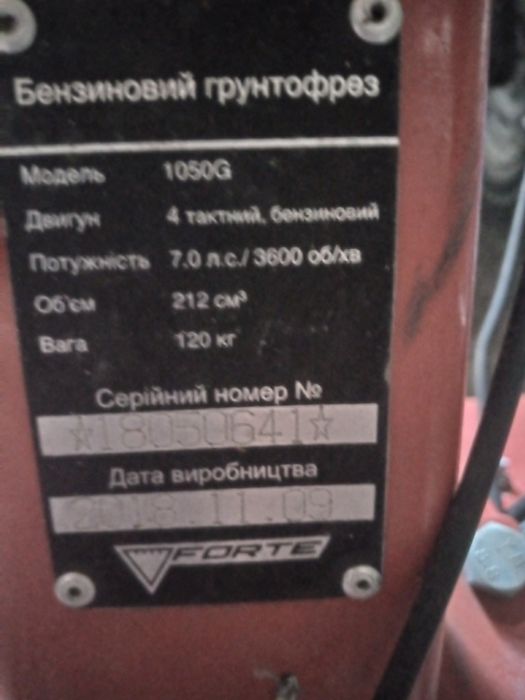 Бензиновий грунтофрез
Модель 1050G
Двигун 4 тактний, бензиновий
Потужність 7.0 л.с./ 3600 об/хв
Об'єм 212 см³
Вага 120 кг
Серійний номер №
☆18050641☆
Дата виробництва
2018.11.09
FORTE